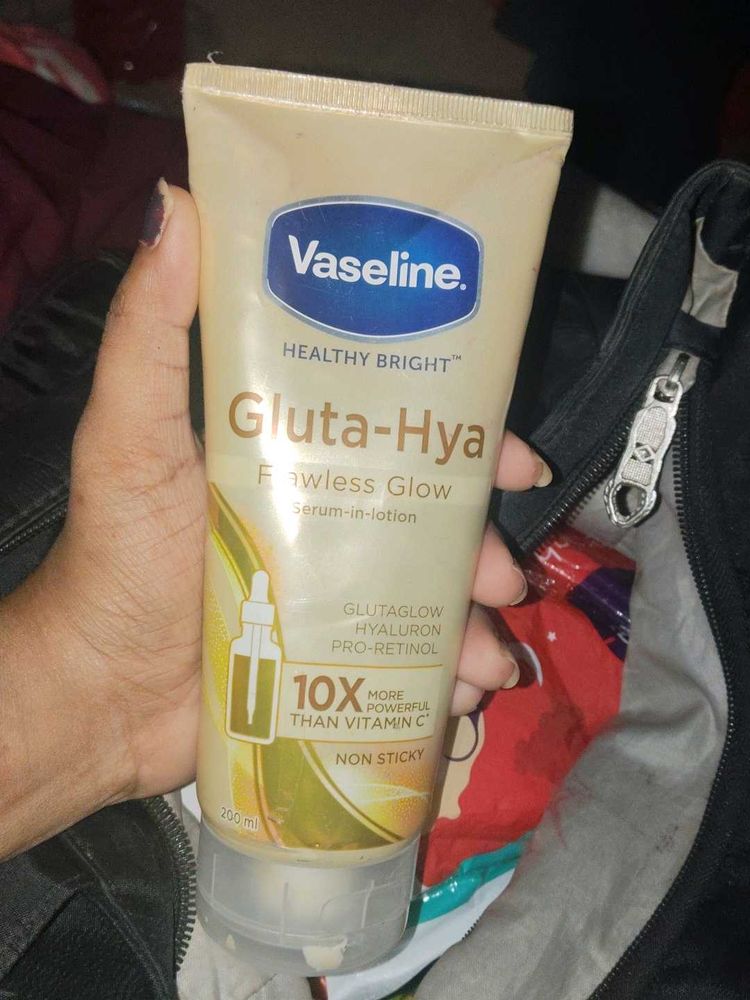 Vaseline.
HEALTHY BRIGHT™
Gluta-Hya
Flawless Glow
Serum-in-lotion
GLUTAGLOW
HYALURON
PRO-RETINOL
10X MORE
POWERFUL
THAN VITAMIN C*
NON STICKY
200 ml